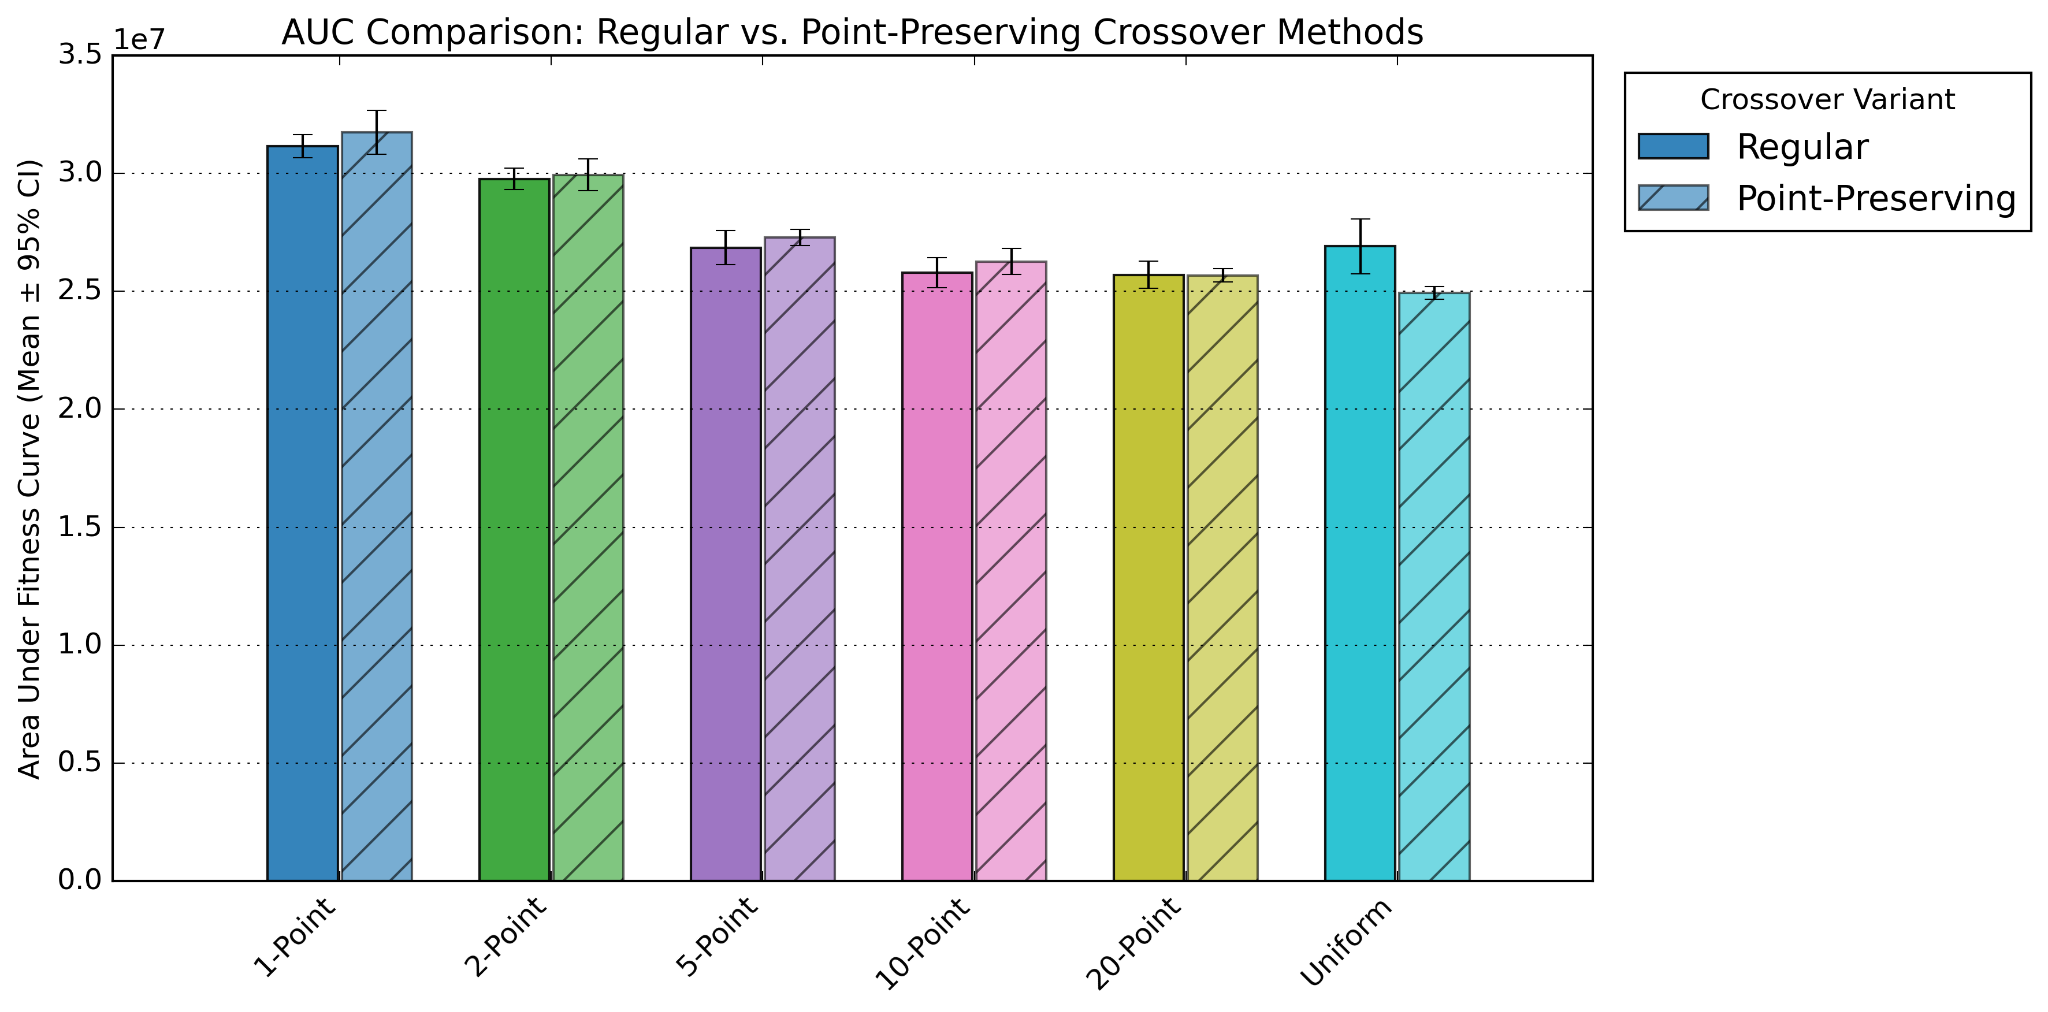 AUC Comparison: Regular vs. Point-Preserving Crossover Methods
1e7
3.5
3.0
2.5
2.0
1.5
1.0
0.5
0.0
Area Under Fitness Curve (Mean ± 95% CI)
1-Point
2-Point
5-Point
10-Point
20-Point
Uniform
Crossover Variant
Regular
Point-Preserving